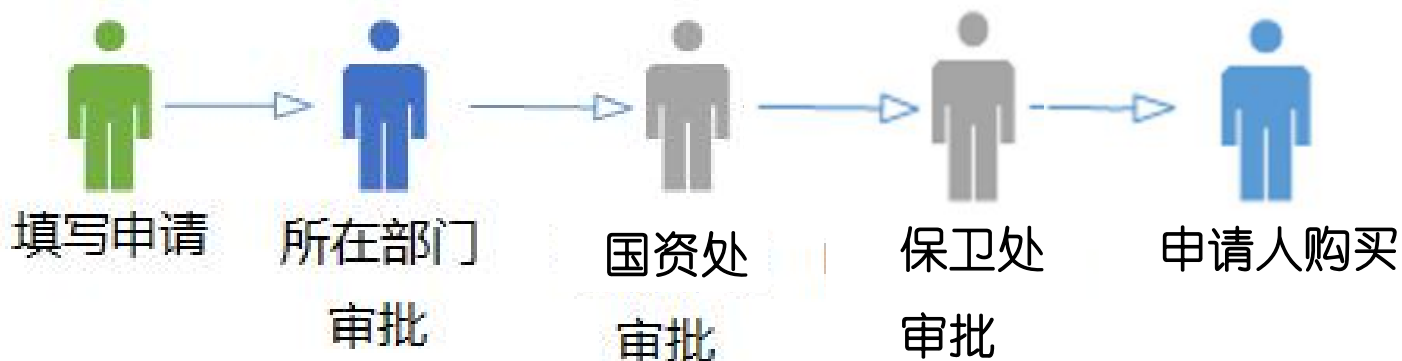 填写申请
所在部门
审批
国资处
审批
保卫处
审批
申请人购买